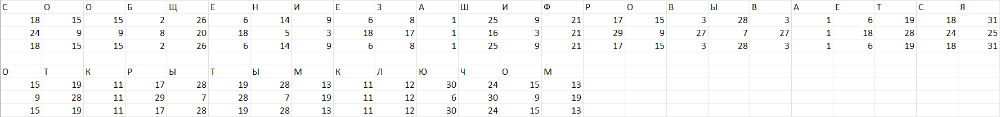 С О О Б Щ Е Н И Е З А Ш И Ф Р О В Ы В А Е Т С Я
18 15 15 2 26 6 14 9 6 8 1 25 9 21 17 15 3 28 3 1 6 19 18 31
24 9 9 8 20 18 5 3 18 17 1 16 3 21 29 9 27 7 27 1 18 28 24 25
18 15 15 2 26 6 14 9 6 8 1 25 9 21 17 15 3 28 3 1 6 19 18 31
О Т К Р Ы Т Ы М К Л Ю Ч О М
15 19 11 17 28 19 28 13 11 12 30 24 15 13
9 28 11 29 7 28 7 19 11 12 6 30 9 19
15 19 11 17 28 19 28 13 11 12 30 24 15 13